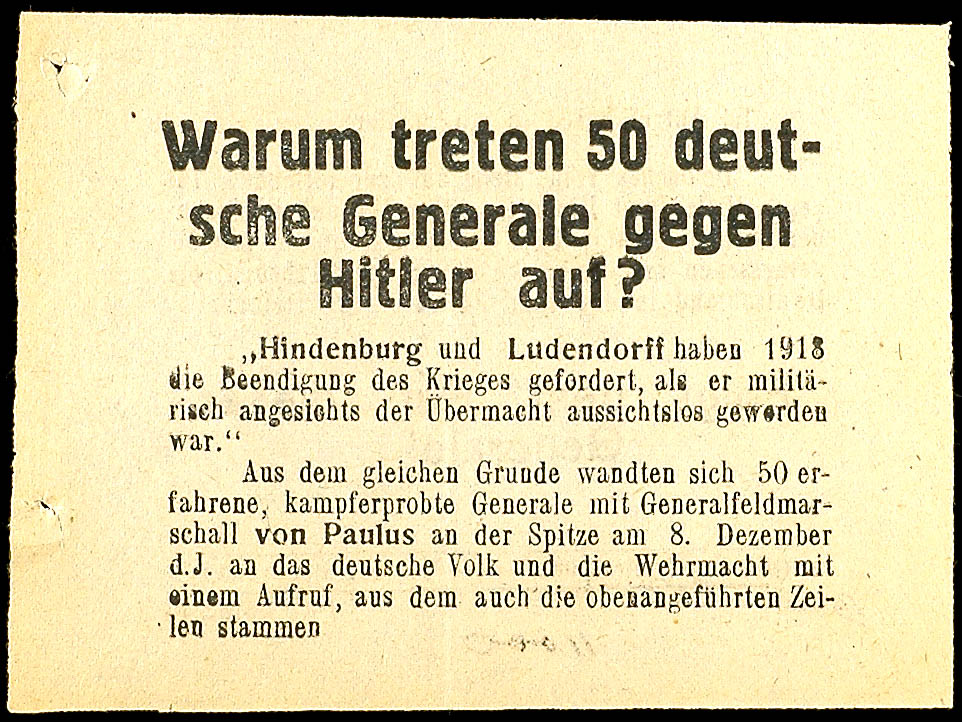 Warum treten 50 deut-
sche Generale gegen
Hitler auf?
„Hindenburg und Ludendorff haben 1918
die Beendigung des Krieges gefordert, als er militä-
risch angesichts der Übermacht aussichtslos geworden
war.“
Aus dem gleichen Grunde wandten sich 50 er-
fahrene, kampferprobte Generale mit Generalfeldmar-
schall von Paulus an der Spitze am 8. Dezember
d.J. an das deutsche Volk und die Wehrmacht mit
einem Aufruf, aus dem auch die obenangeführten Zei-
len stammen